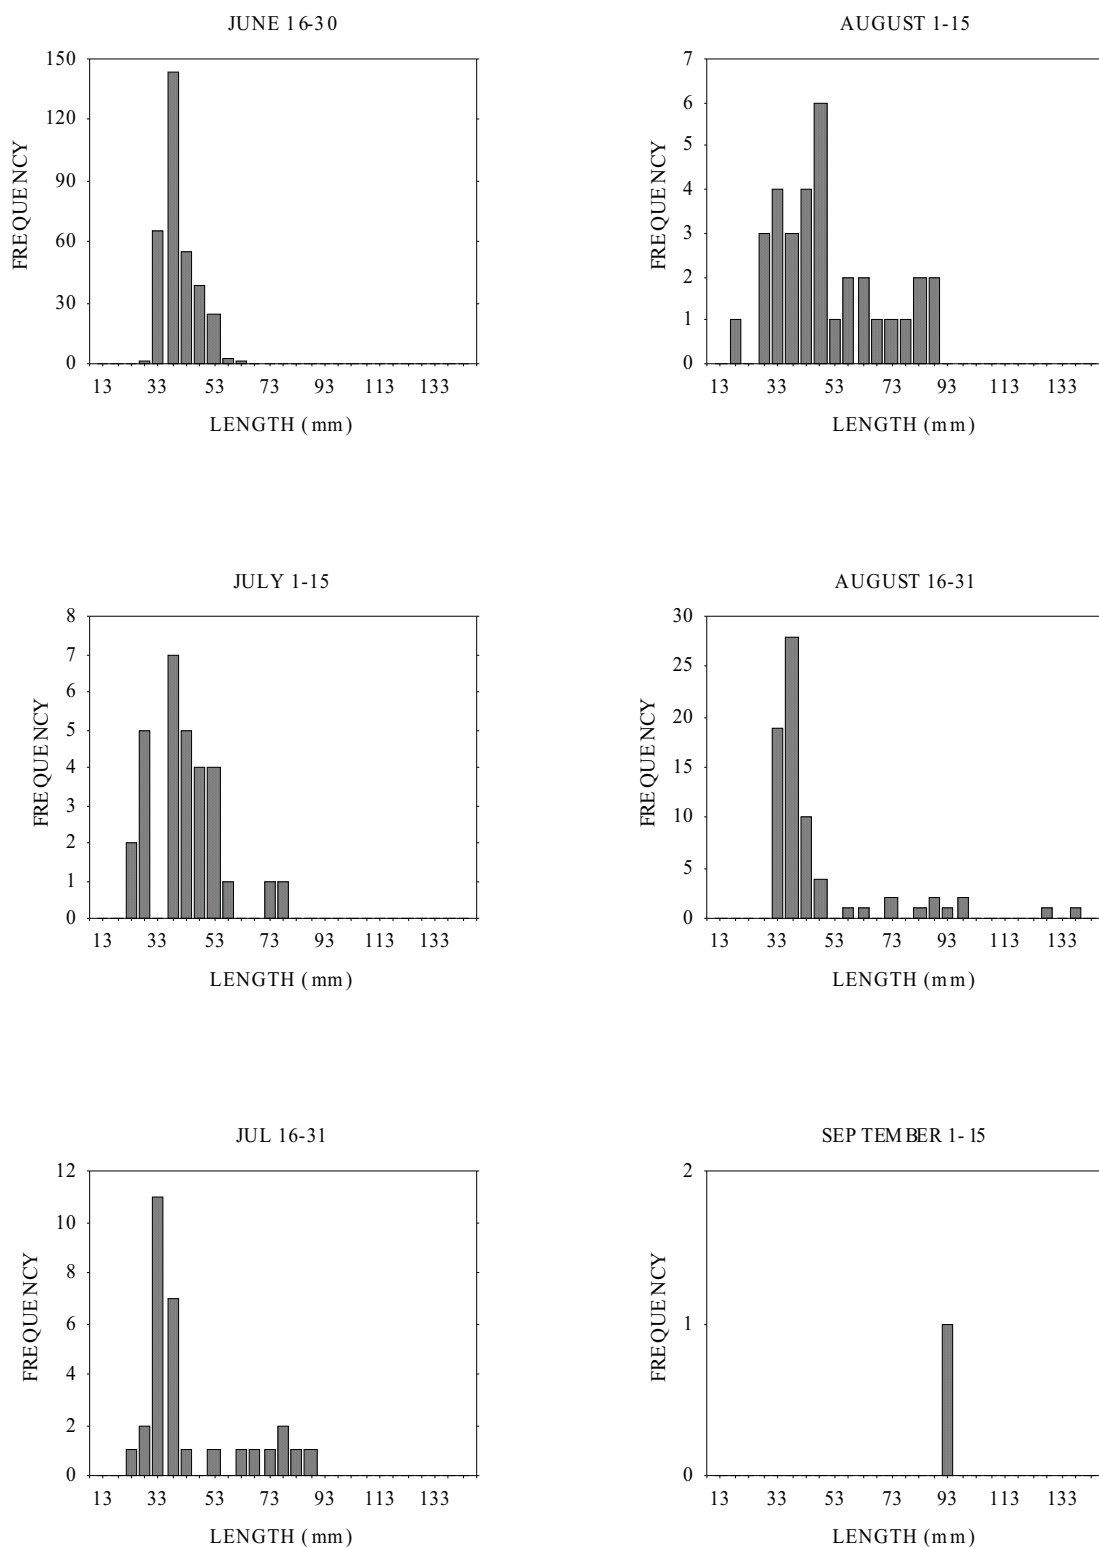 JUNE 16-30
150
120
90
60
30
0
FREQUENCY
13 33 53 73 93 113 133
LENGTH (mm)
AUGUST 1-15
7
6
5
4
3
2
1
0
FREQUENCY
13 33 53 73 93 113 133
LENGTH (mm)
JULY 1-15
8
7
6
5
4
3
2
1
0
FREQUENCY
13 33 53 73 93 113 133
LENGTH (mm)
AUGUST 16-31
30
25
20
15
10
5
0
FREQUENCY
13 33 53 73 93 113 133
LENGTH (mm)
JUL 16-31
12
10
8
6
4
2
0
FREQUENCY
13 33 53 73 93 113 133
LENGTH (mm)
SEPTEMBER 1-15
2
1
0
FREQUENCY
13 33 53 73 93 113 133
LENGTH (mm)